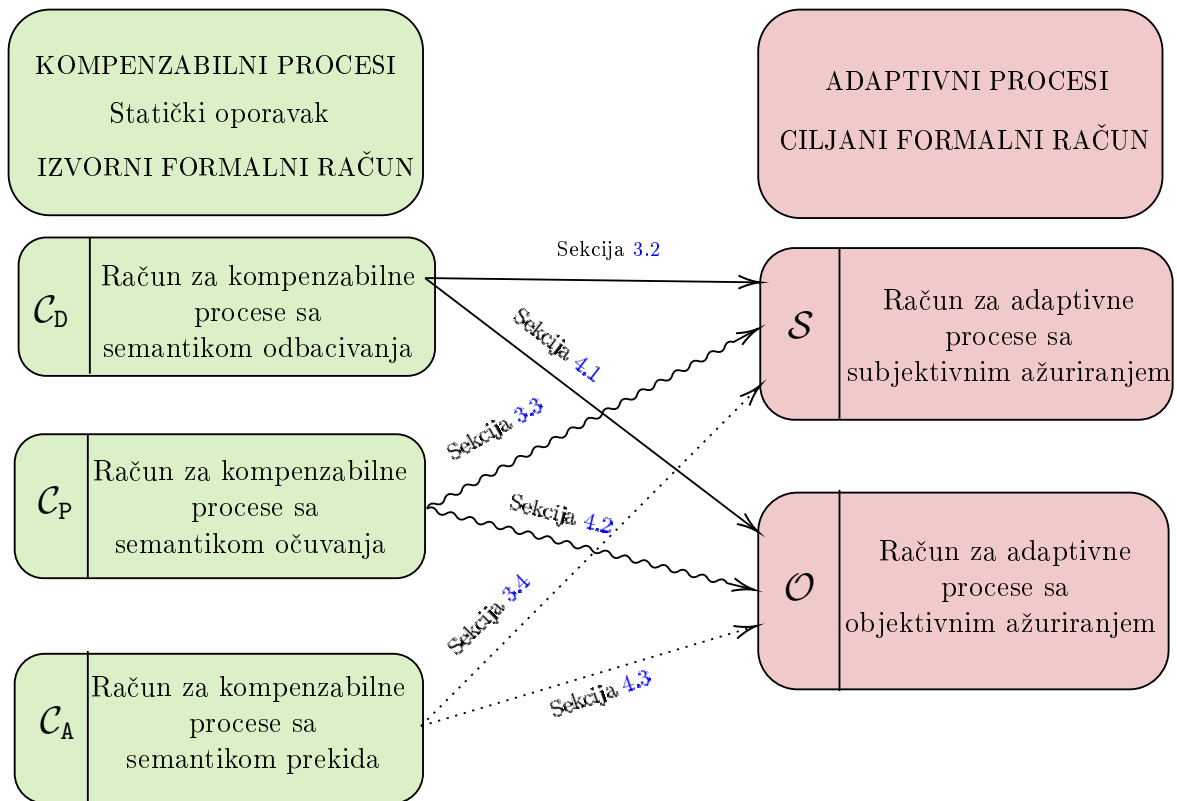 KOMPENZABILNI PROCESI
Statički oporavak
IZVORNI FORMALNI RAČUN
ADAPTIVNI PROCESI
CILJANI FORMALNI RAČUN
C_D
Račun za kompenzabilne
procese sa
semantikom odbacivanja
C_P
Račun za kompenzabilne
procese sa
semantikom očuvanja
C_A
Račun za kompenzabilne
procese sa
semantikom prekida
Sekcija 3.2
Sekcija 4.1
Sekcija 3.3
Sekcija 4.2
Sekcija 3.4
Sekcija 4.3
S
Račun za adaptivne
procese sa
subjektivnim ažuriranjem
O
Račun za adaptivne
procese sa
objektivnim ažuriranjem